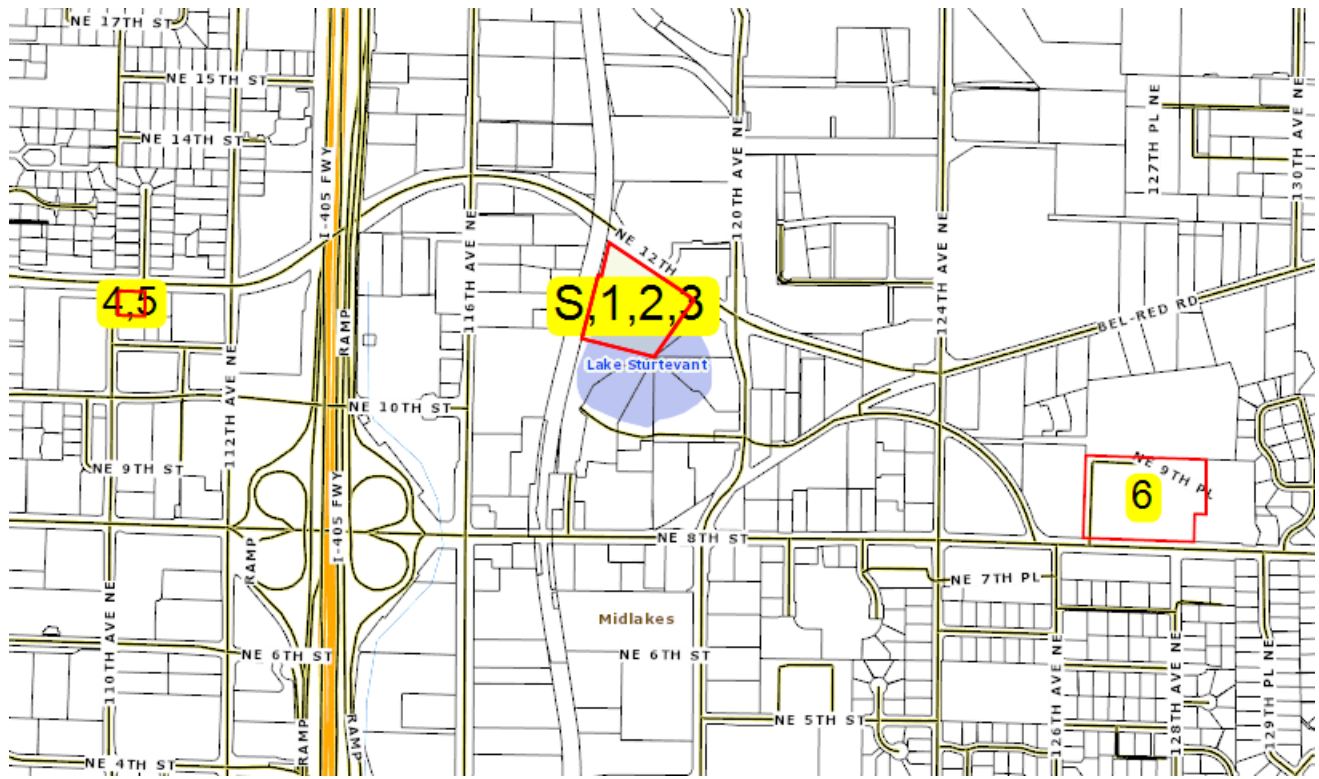 NE 17TH ST
NE 15TH ST
NE 14TH ST
I-405 FWY
116TH AVE NE
120TH AVE NE
124TH AVE NE
127TH PL NE
130TH AVE NE
NE 12TH
4,5
S,1,2,3
RAMP
BEL-RED RD
Lake Sturtevant
112TH AVE NE
NE 10TH ST
NE 9TH ST
I-405 FWY
NE 9TH PL
6
NE 8TH ST
RAMP
NE 7TH PL
110TH AVE NE
Midlakes
NE 6TH ST
NE 6TH ST
126TH AVE NE
128TH AVE NE
129TH PL NE
NE 5TH ST
RAMP
RAMP
NE 4TH ST